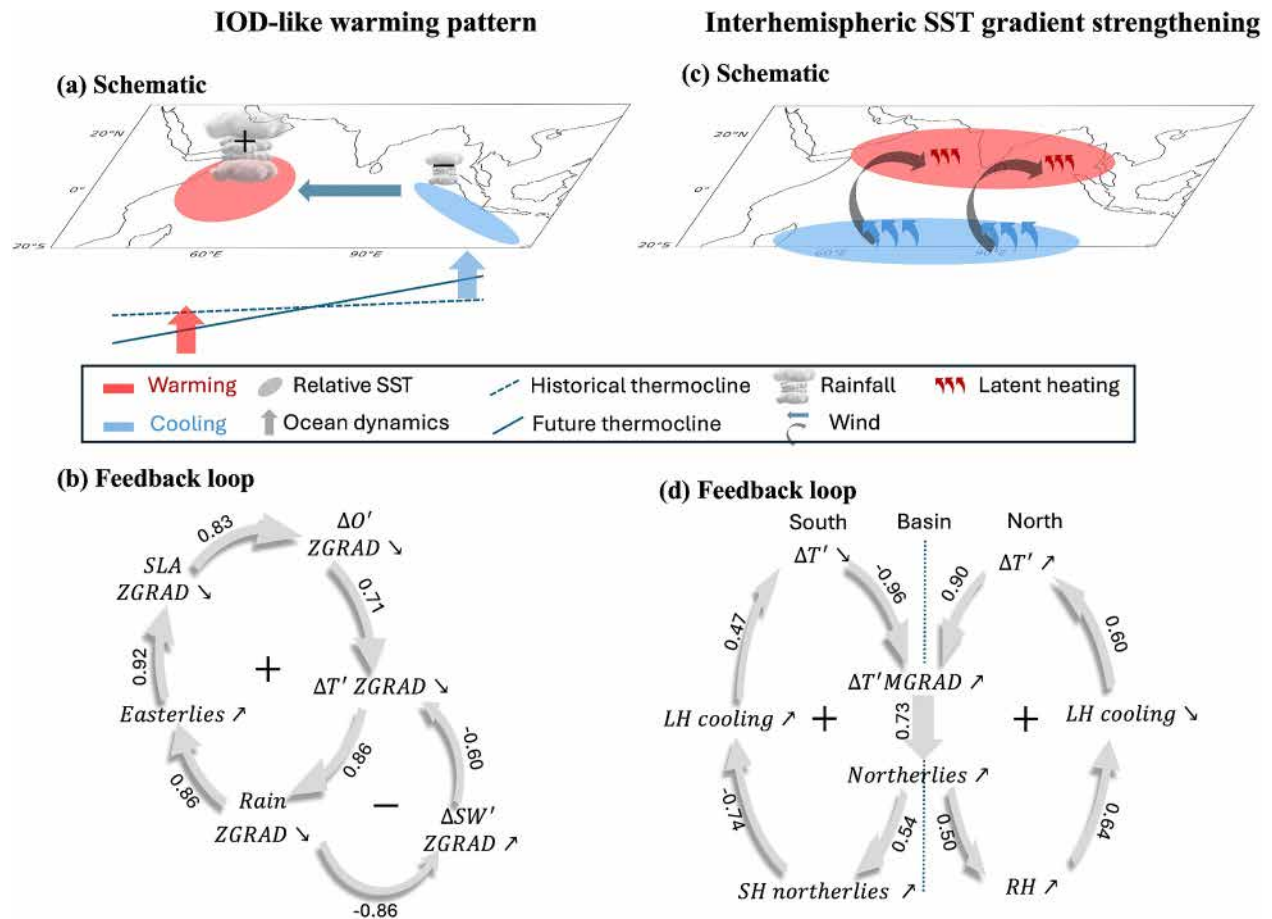 IOD-like warming pattern
Interhemispheric SST gradient strengthening
(a) Schematic
(c) Schematic
20°N
0°
20°S
60°E
90°E
+
−
20°N
0°
20°S
60°E
90°E
Warming
Relative SST
Historical thermocline
Rainfall
Latent heating
Cooling
Ocean dynamics
Future thermocline
Wind
(b) Feedback loop
0.83
ΔO′
ZGRAD ↘
SLA
ZGRAD ↘
0.71
0.92
+
ΔT′ ZGRAD ↘
Easterlies ↗
0.86
0.86
-0.60
Rain
ZGRAD ↘
−
ΔSW′
ZGRAD ↗
-0.86
(d) Feedback loop
South
Basin
North
ΔT′ ↘
ΔT′ ↗
-0.96
0.90
0.47
0.60
ΔT′MGRAD ↗
LH cooling ↗
+
0.73
+
LH cooling ↘
Northerlies ↗
-0.74
0.54
0.50
0.64
SH northerlies ↗
RH ↗